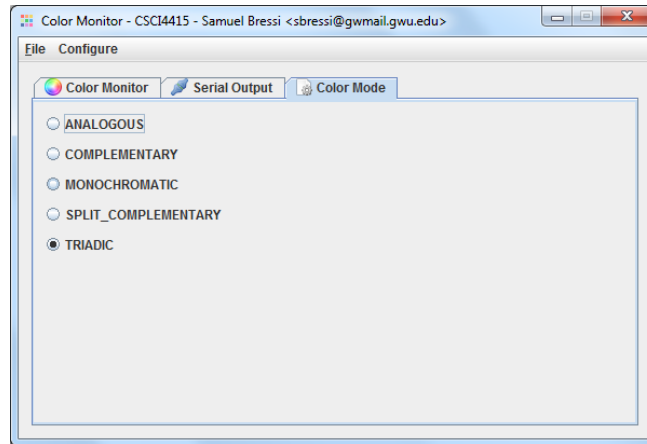 Color Monitor - CSCI4415 - Samuel Bressi <sbressi@gwmail.gwu.edu>
File Configure
Color Monitor Serial Output Color Mode
ANALOGOUS
COMPLEMENTARY
MONOCHROMATIC
SPLIT_COMPLEMENTARY
TRIADIC